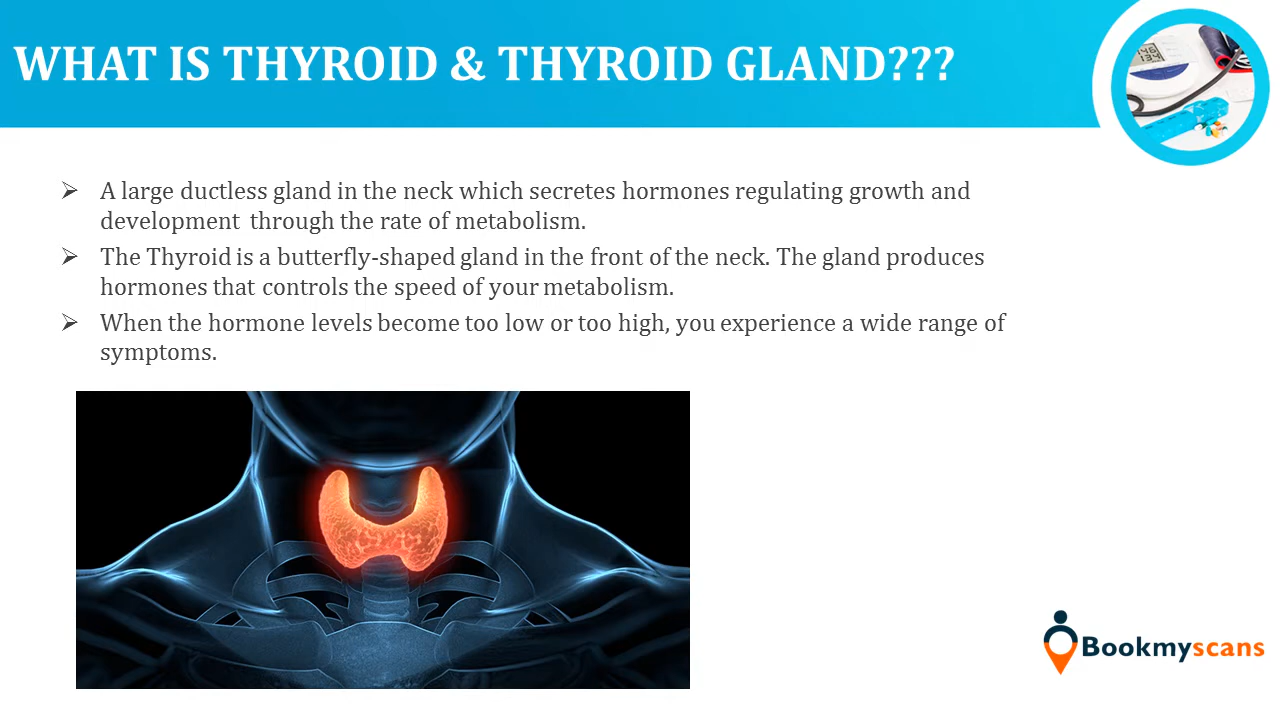 WHAT IS THYROID & THYROID GLAND???
A large ductless gland in the neck which secretes hormones regulating growth and
development through the rate of metabolism.
The Thyroid is a butterfly-shaped gland in the front of the neck. The gland produces
hormones that controls the speed of your metabolism.
When the hormone levels become too low or too high, you experience a wide range of
symptoms.
Bookmyscans